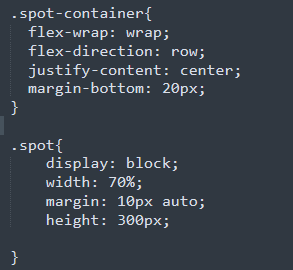 .spot-container{
  flex-wrap: wrap;
  flex-direction: row;
  justify-content: center;
  margin-bottom: 20px;
}

.spot{
    display: block;
    width: 70%;
    margin: 10px auto;
    height: 300px;

}